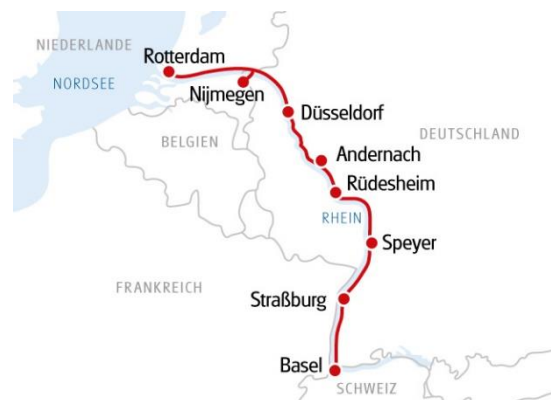 NIEDERLANDE
Rotterdam
NORDSEE
Nijmegen
Düsseldorf
BELGIEN
DEUTSCHLAND
Andernach
Rüdesheim
RHEIN
Speyer
FRANKREICH
Straßburg
Basel
SCHWEIZ